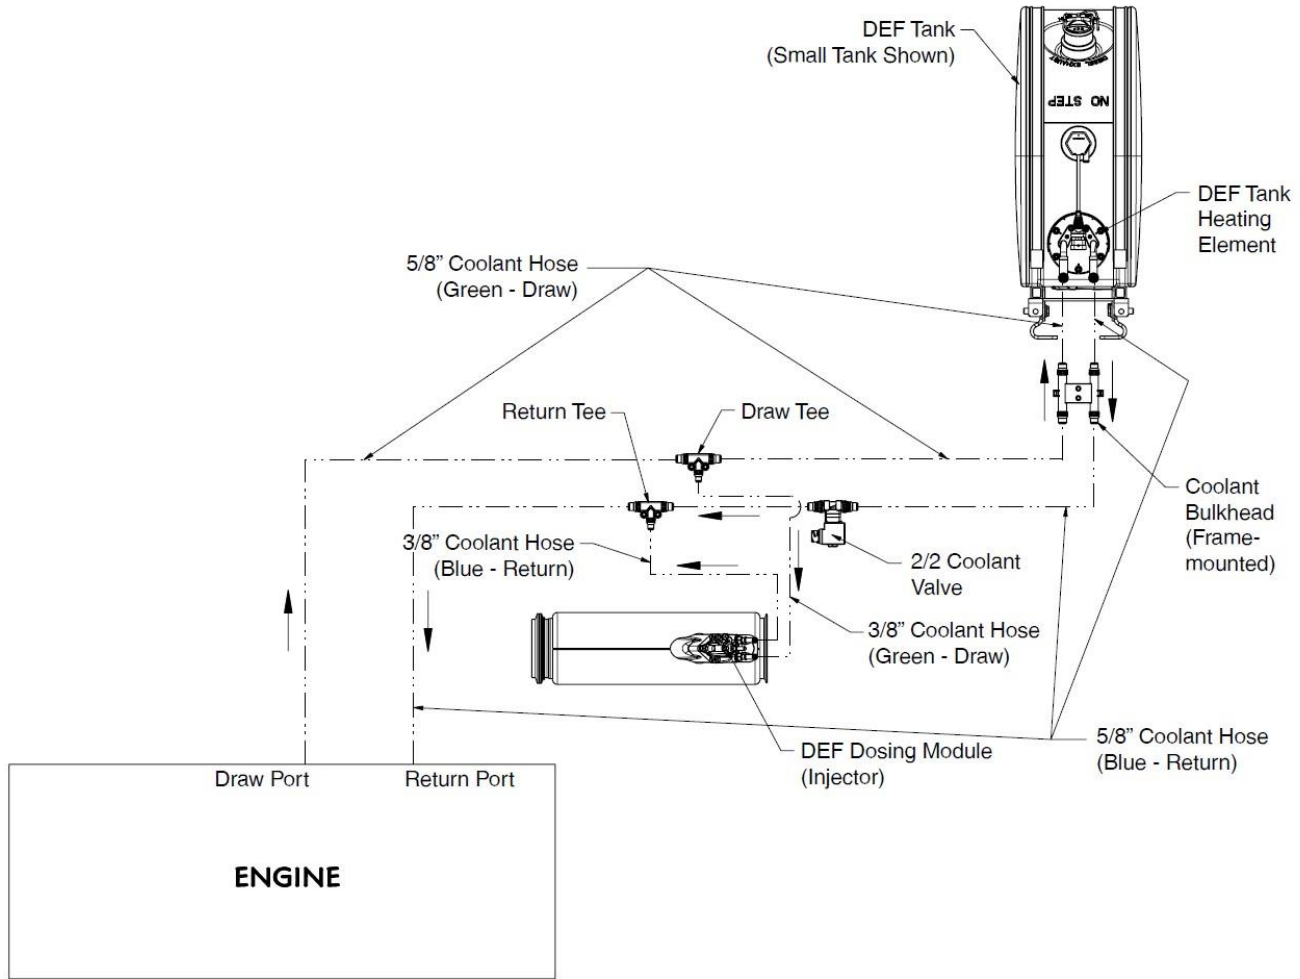 DEF Tank
(Small Tank Shown)
DIESEL EXHAUST
NO STEP
DEF Tank
Heating
Element
5/8” Coolant Hose
(Green - Draw)
Return Tee
Draw Tee
Coolant
Bulkhead
(Frame-
mounted)
3/8” Coolant Hose
(Blue - Return)
2/2 Coolant
Valve
3/8” Coolant Hose
(Green - Draw)
5/8” Coolant Hose
(Blue - Return)
DEF Dosing Module
(Injector)
Draw Port
Return Port
ENGINE